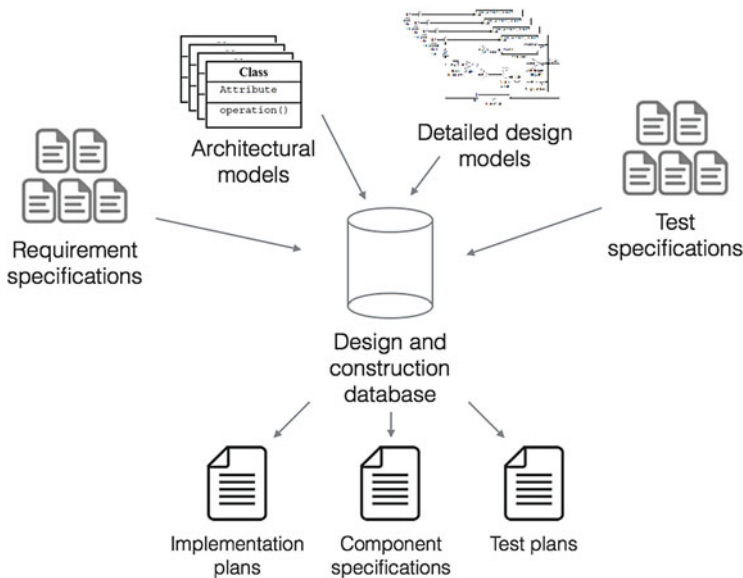 Class
Attribute
operation()
Architectural
models
Detailed design
models
Requirement
specifications
Test
specifications
Design and
construction
database
Implementation
plans
Component
specifications
Test plans